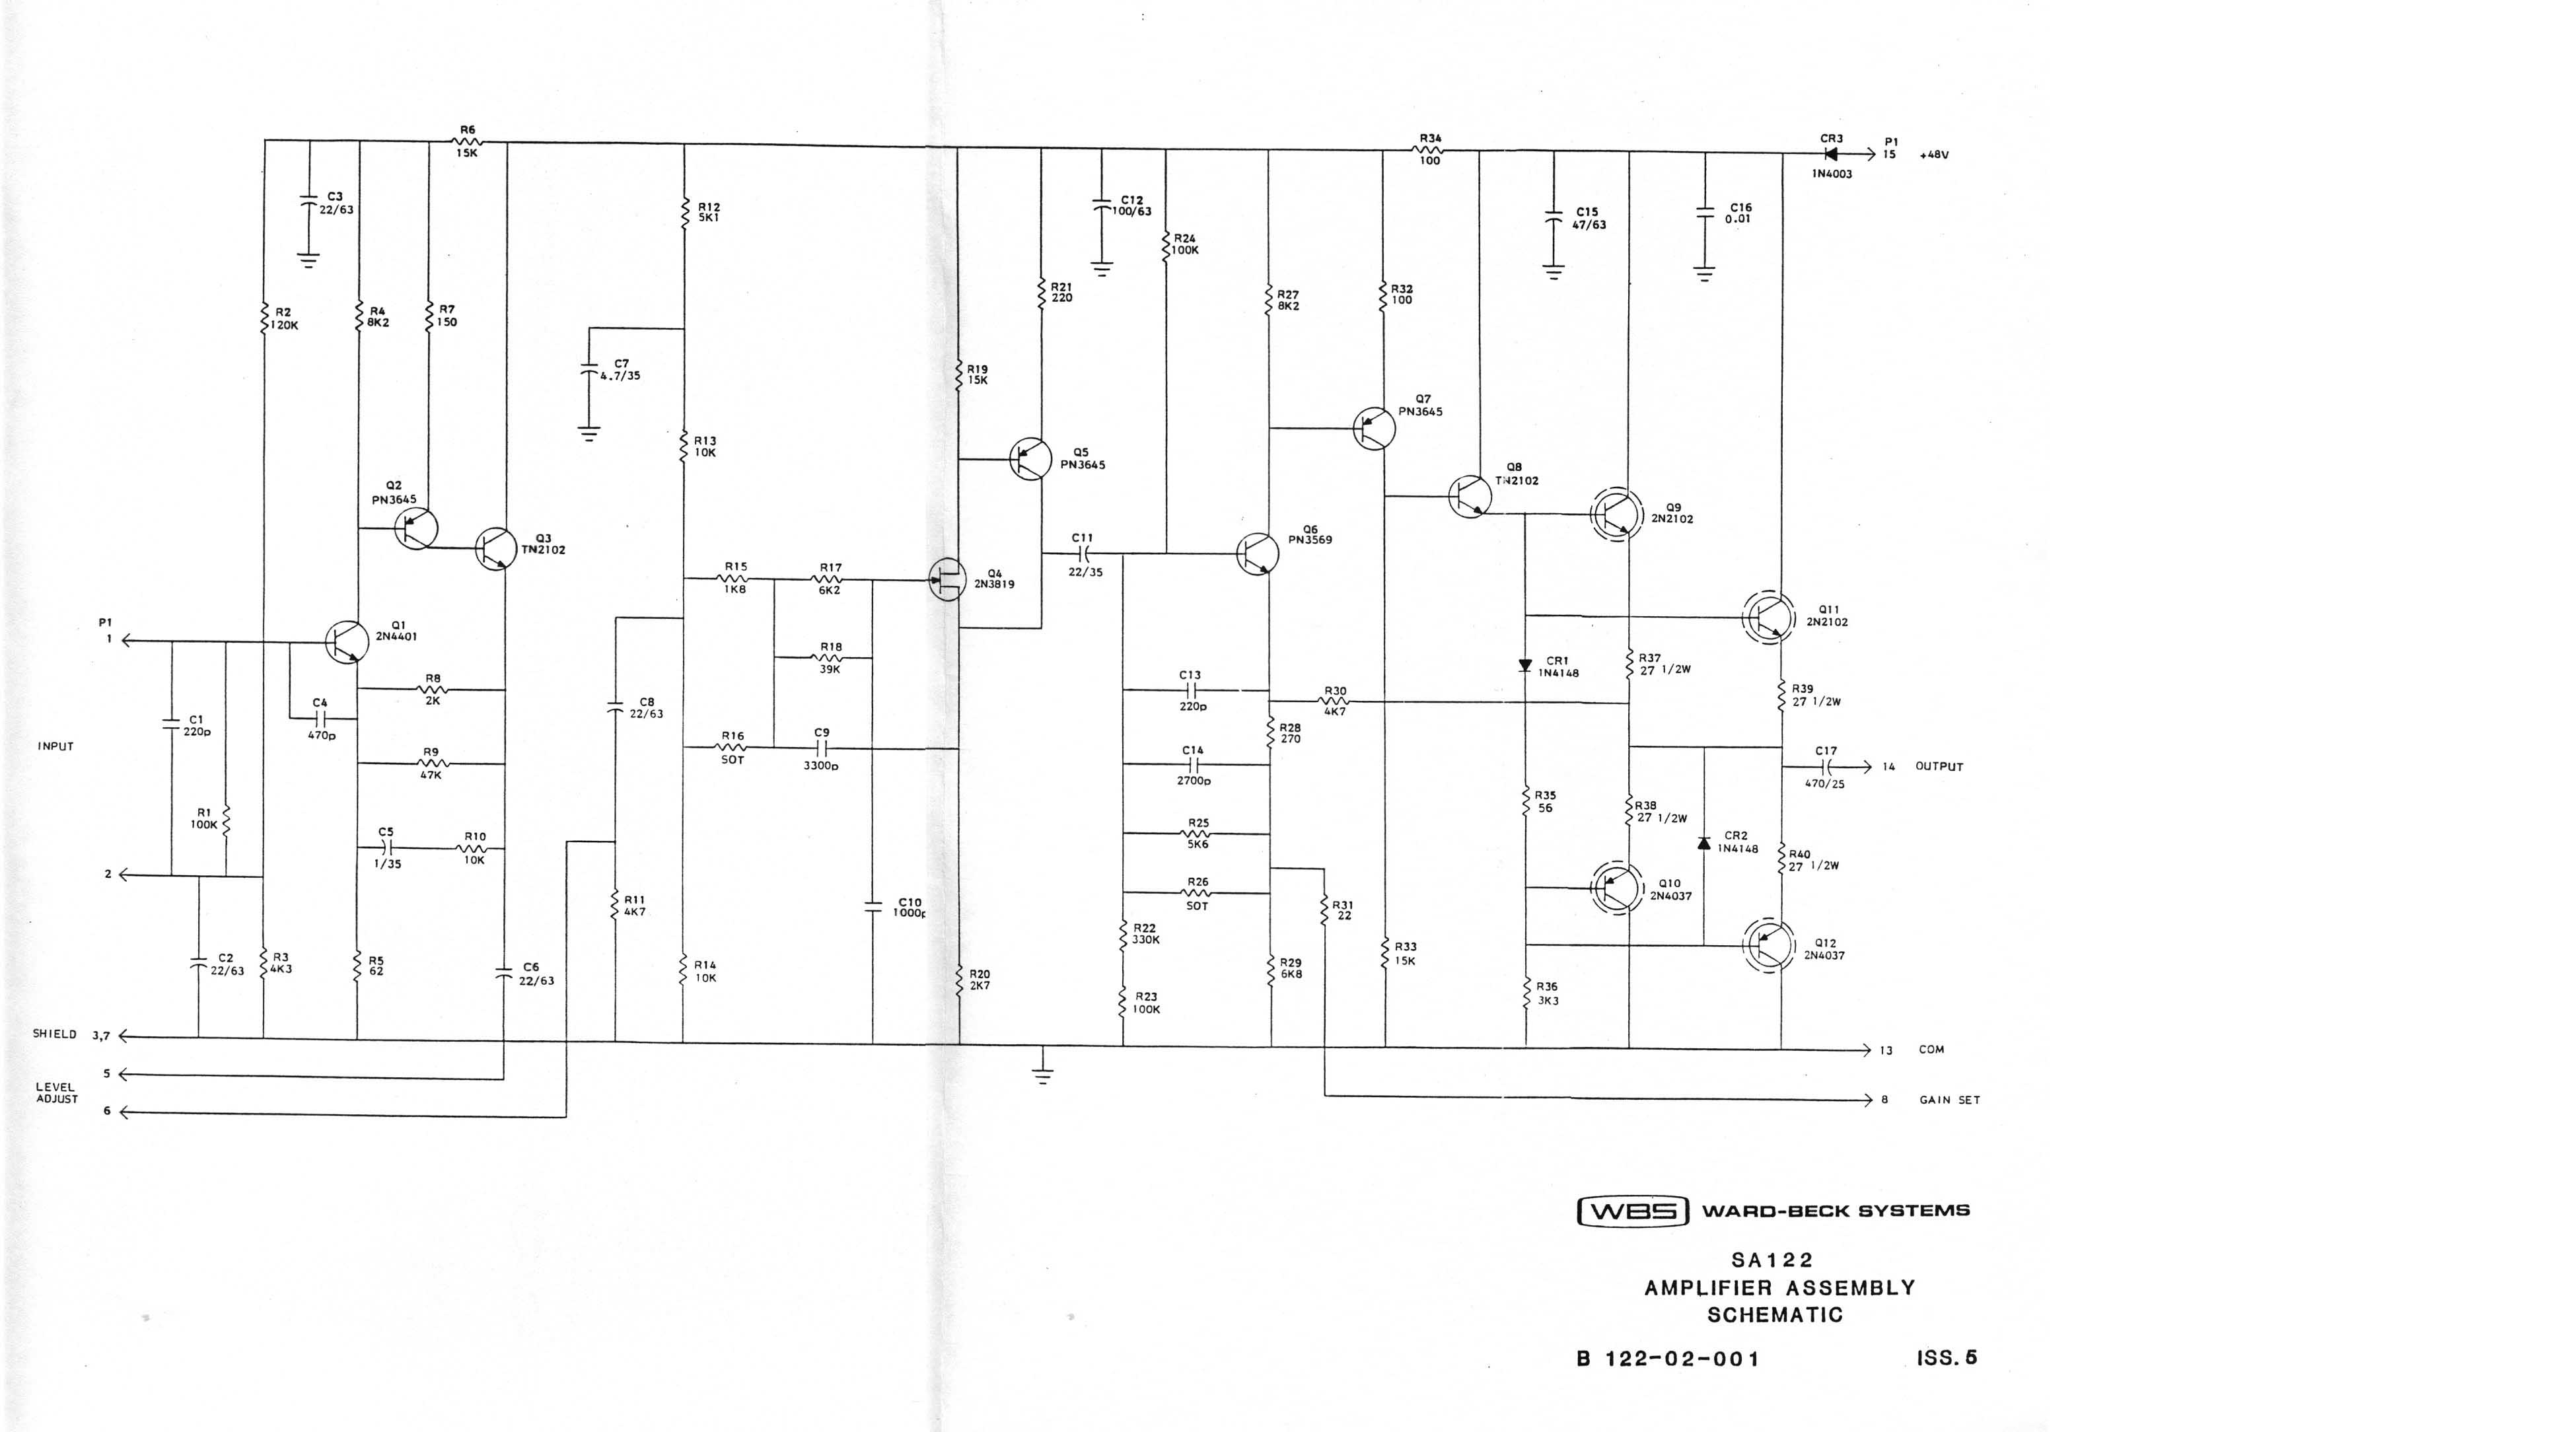 R6
15K
R34
100
CR3
1N4003
P1
15 +48V
C3
22/63
R12
5K1
C12
100/63
R24
100K
C15
47/63
C16
0.01
R2
120K
R4
8K2
R7
150
R21
220
R27
8K2
R32
100
C7
4.7/35
R19
15K
Q7
PN3645
R13
10K
Q5
PN3645
Q2
PN3645
Q8
TN2102
Q9
2N2102
Q3
TN2102
C11
22/35
Q6
PN3569
R15
1K8
R17
6K2
Q4
2N3819
P1
1
Q1
2N4401
Q11
2N2102
R18
39K
CR1
1N4148
R37
27 1/2W
R8
2K
C13
220p
R30
4K7
R39
27 1/2W
C4
470p
C8
22/63
C1
220p
INPUT
R9
47K
R16
SOT
C9
3300p
R28
270
C14
2700p
C17
470/25
14 OUTPUT
R1
100K
R35
56
R38
27 1/2W
R25
5K6
C5
1/35
R10
10K
CR2
1N4148
R40
27 1/2W
2
R26
SOT
Q10
2N4037
R11
4K7
C10
1000p
R31
22
R22
330K
C2
22/63
R3
4K3
R5
62
C6
22/63
R14
10K
R20
2K7
R29
6K8
R33
15K
Q12
2N4037
R23
100K
R36
3K3
SHIELD 3,7
13 COM
5
LEVEL
ADJUST
6
8 GAIN SET
WBS WARD-BECK SYSTEMS
SA122
AMPLIFIER ASSEMBLY
SCHEMATIC
B 122-02-001 ISS. 5